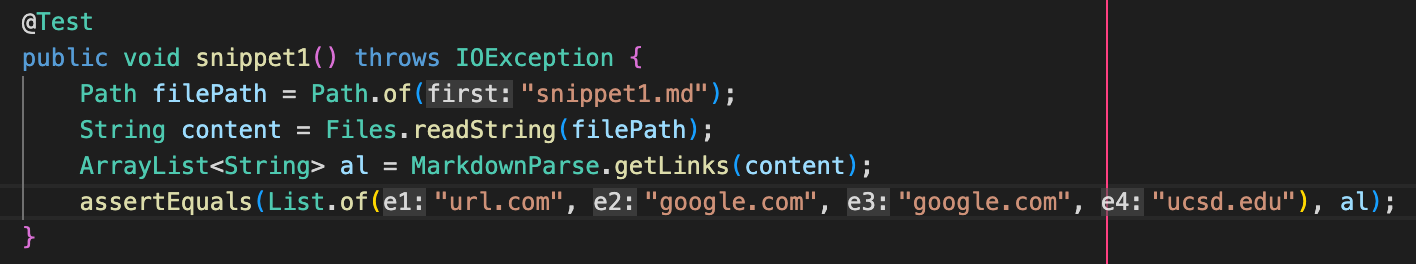 @Test
public void snippet1() throws IOException {
    Path filePath = Path.of(first: "snippet1.md");
    String content = Files.readString(filePath);
    ArrayList<String> al = MarkdownParse.getLinks(content);
    assertEquals(List.of(e1: "url.com", e2: "google.com", e3: "google.com", e4: "ucsd.edu"), al);
}